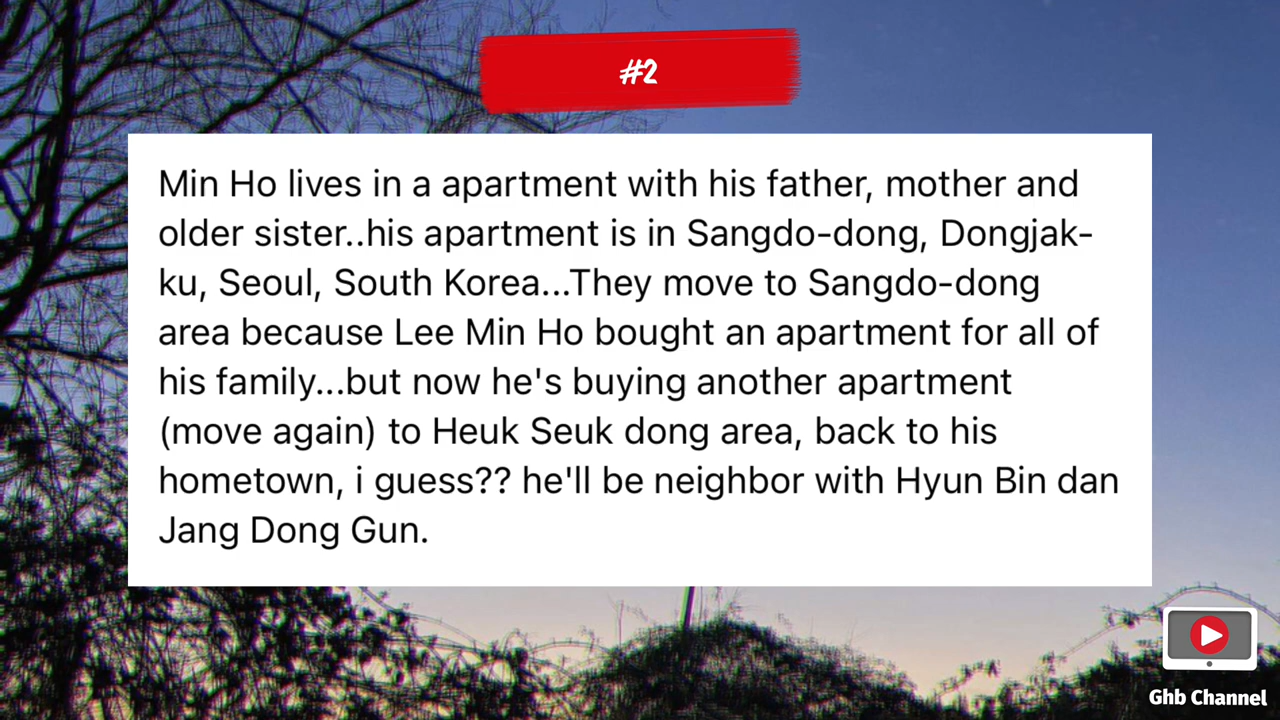 #2
Min Ho lives in a apartment with his father, mother and
older sister..his apartment is in Sangdo-dong, Dongjak-
ku, Seoul, South Korea...They move to Sangdo-dong
area because Lee Min Ho bought an apartment for all of
his family...but now he's buying another apartment
(move again) to Heuk Seuk dong area, back to his
hometown, i guess?? he'll be neighbor with Hyun Bin dan
Jang Dong Gun.
Ghb Channel